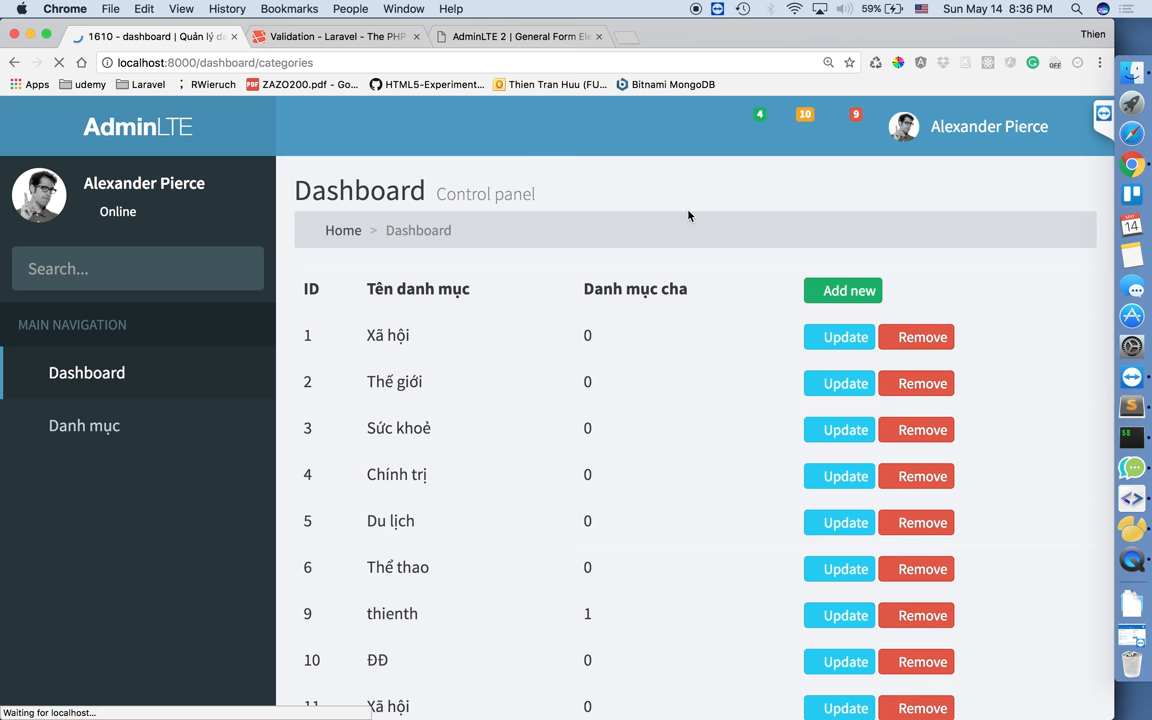 Chrome File Edit View History Bookmarks People Window Help 59% Sun May 14 8:36 PM
1610 - dashboard | Quản lý da Validation - Laravel - The PHP AdminLTE 2 | General Form Ele Thien
localhost:8000/dashboard/categories
Apps udemy Laravel RWieruch ZAZO200.pdf - Go... HTML5-Experiment... Thien Tran Huu (FU... Bitnami MongoDB
AdminLTE 4 10 9 Alexander Pierce
Alexander Pierce
Online
Search...
MAIN NAVIGATION
Dashboard
Danh mục
Dashboard Control panel
Home > Dashboard
ID Tên danh mục Danh mục cha Add new
1 Xã hội 0 Update Remove
2 Thế giới 0 Update Remove
3 Sức khoẻ 0 Update Remove
4 Chính trị 0 Update Remove
5 Du lịch 0 Update Remove
6 Thể thao 0 Update Remove
9 thienth 1 Update Remove
10 ĐĐ 0 Update Remove
11 Xã hội 0 Update Remove
Waiting for localhost...